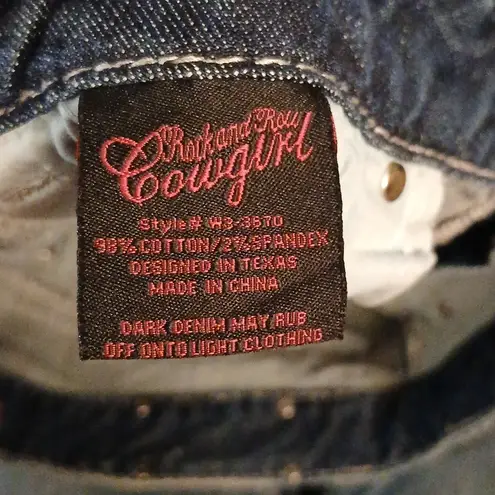 Rock and Roll
Cowgirl
Style# W3-3670
98% COTTON/2% SPANDEX
DESIGNED IN TEXAS
MADE IN CHINA
DARK DENIM MAY RUB
OFF ONTO LIGHT CLOTHING